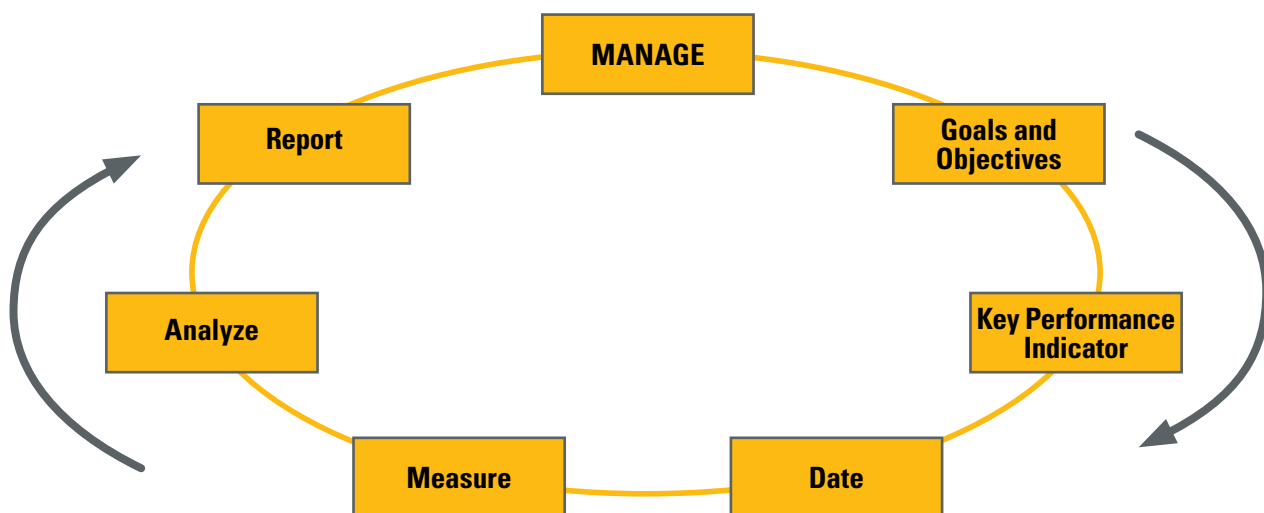 MANAGE
Report
Goals and
Objectives
Analyze
Key Performance
Indicator
Measure
Date